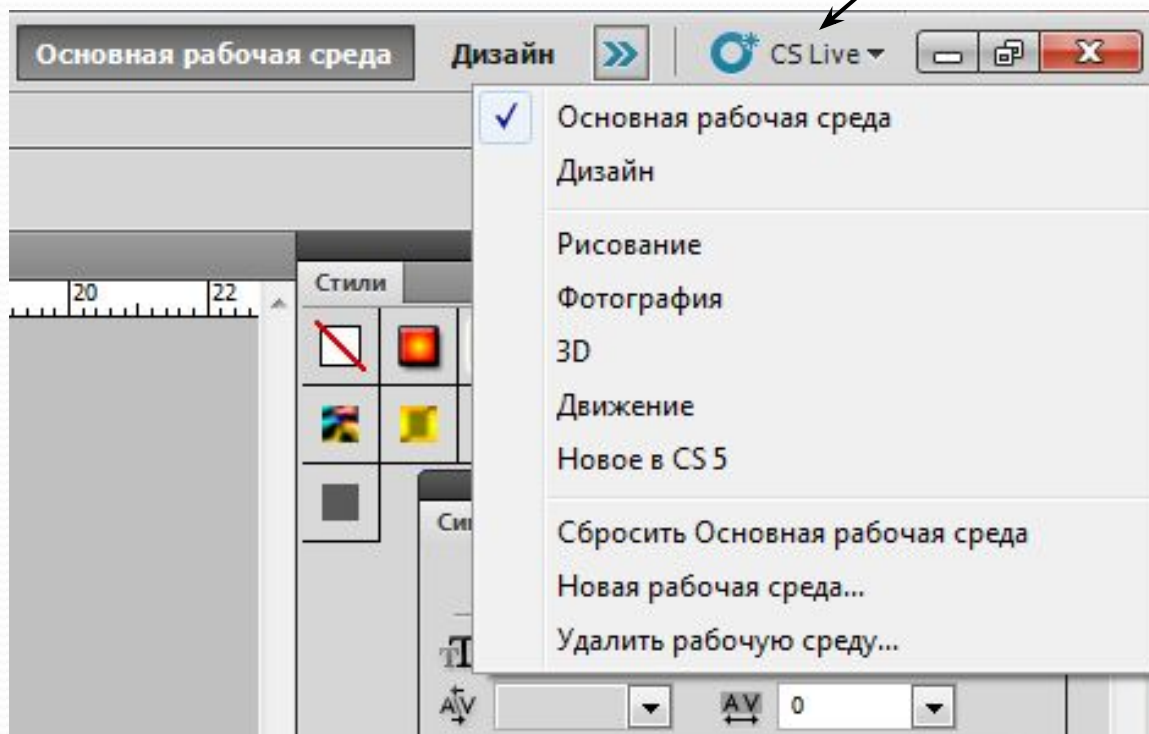 Основная рабочая среда Дизайн CS Live
Основная рабочая среда
Дизайн
Рисование
Фотография
3D
Движение
Новое в CS 5
Сбросить Основная рабочая среда
Новая рабочая среда...
Удалить рабочую среду...
20 22
Стили
0